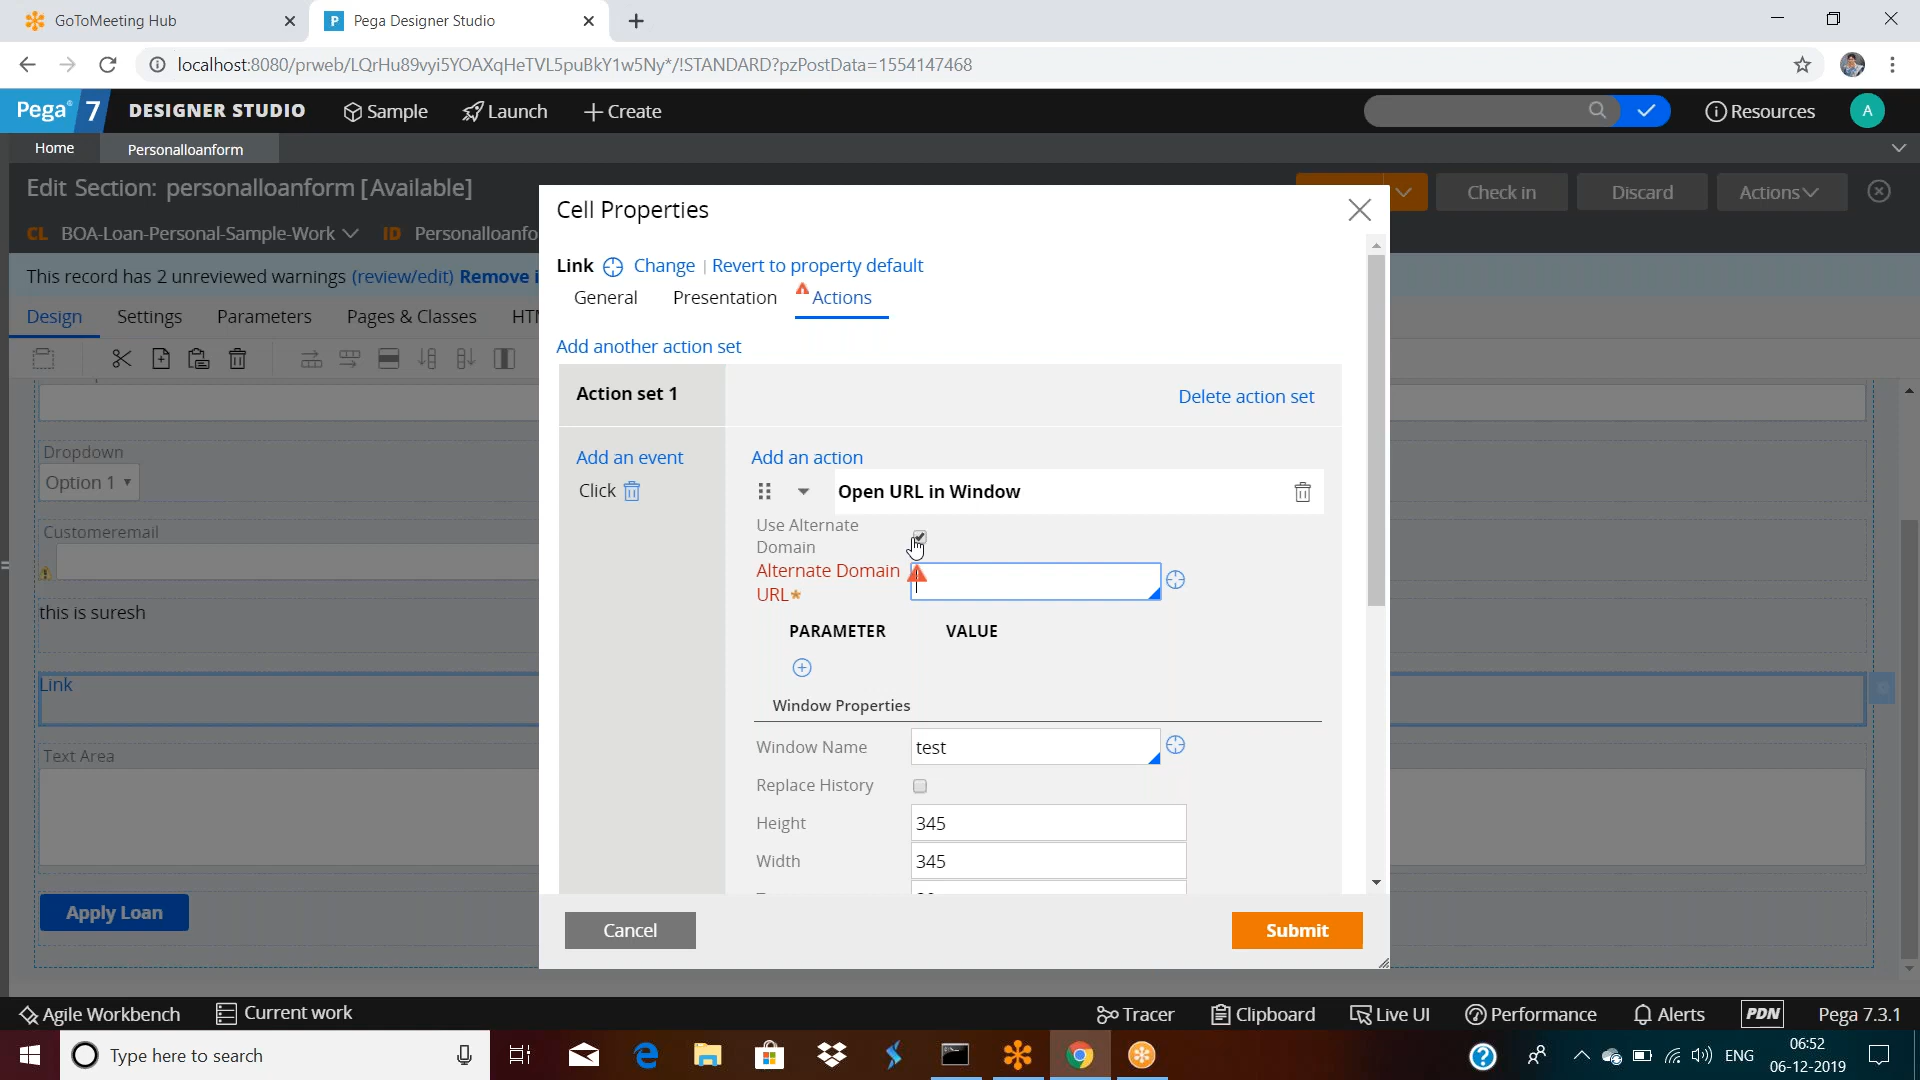 GoToMeeting Hub
P Pega Designer Studio
localhost:8080/prweb/LQrHu89vyi5YOAXqHeTVL5puBkY1w5Ny*/!STANDARD?pzPostData=1554147468
Pega 7 DESIGNER STUDIO Sample Launch Create Resources A
Home Personalloanform
Edit Section: personalloanform [Available] Check in Discard Actions
CL BOA-Loan-Personal-Sample-Work ID Personalloanfo
This record has 2 unreviewed warnings (review/edit) Remove i
Design Settings Parameters Pages & Classes HT
Dropdown
Option 1
Customeremail
this is suresh
Link
Text Area
Apply Loan
Cell Properties
Link Change | Revert to property default
General Presentation Actions
Add another action set
Action set 1 Delete action set
Add an event Add an action
Click Open URL in Window
Use Alternate
Domain
Alternate Domain
URL*
PARAMETER VALUE
Window Properties
Window Name test
Replace History
Height 345
Width 345
Cancel Submit
Agile Workbench Current work Tracer Clipboard Live UI Performance Alerts PDN Pega 7.3.1
Type here to search ENG 06:52
06-12-2019